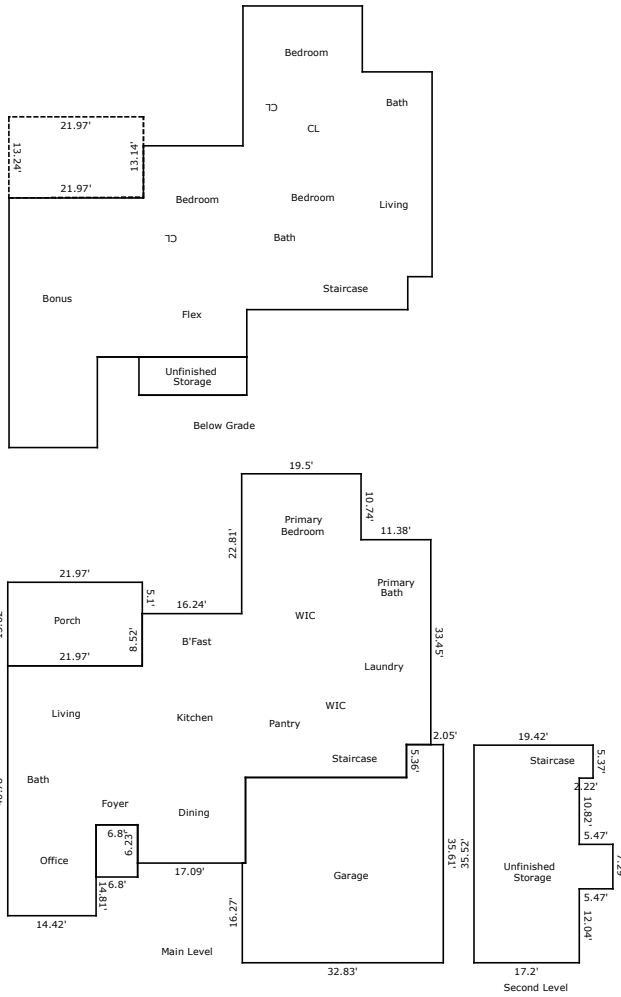 Bedroom
CL
Bath
CL
21.97'
13.24'
13.14'
21.97'
Bedroom
Bedroom
Living
CL
Bath
Staircase
Bonus
Flex
Unfinished
Storage
Below Grade
19.5'
10.74'
Primary
Bedroom
22.81'
11.38'
21.97'
5.1'
16.24'
Primary
Bath
Porch
8.52'
B'Fast
WIC
33.45'
21.97'
Laundry
Living
Kitchen
Pantry
WIC
2.05'
Staircase
5.36'
19.42'
Staircase
5.37'
2.22'
Bath
Foyer
Dining
10.82'
6.8'
6.23'
5.47'
Office
17.09'
Garage
35.61'
35.52'
Unfinished
Storage
6.8'
14.81'
5.47'
14.42'
16.27'
12.04'
Main Level
32.83'
17.2'
Second Level